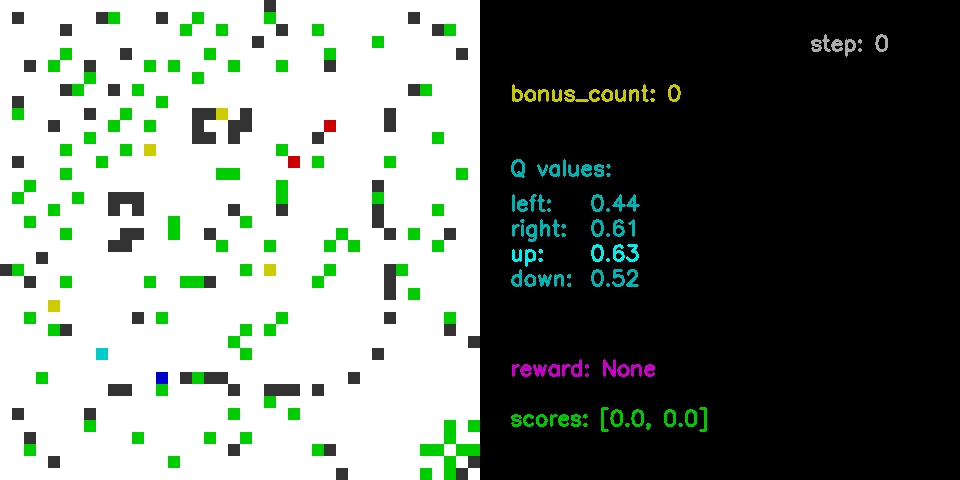 step: 0
bonus_count: 0
Q values:
left: 0.44
right: 0.61
up: 0.63
down: 0.52
reward: None
scores: [0.0, 0.0]